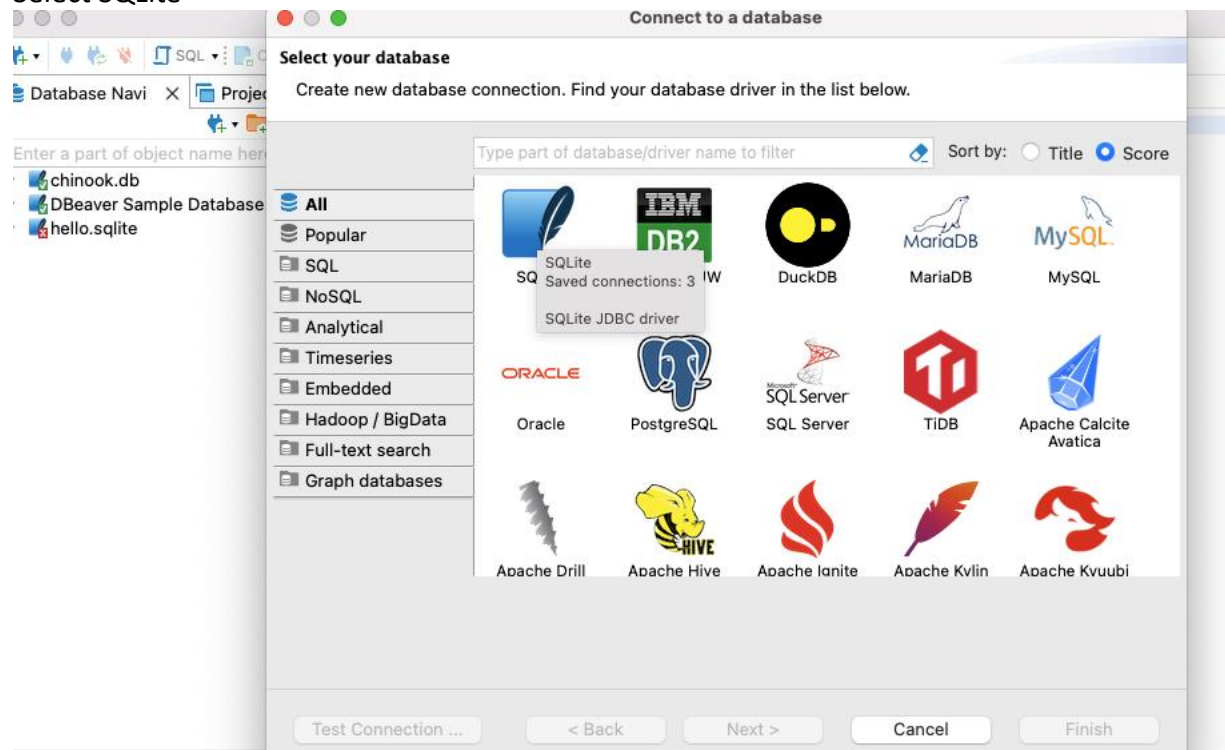 Select SQLite
Connect to a database
SQL
Select your database
Create new database connection. Find your database driver in the list below.
Database Navi
Projec
Enter a part of object name her
Type part of database/driver name to filter
Sort by:
Title
Score
chinook.db
DBeaver Sample Database
hello.sqlite
All
Popular
SQL
NoSQL
Analytical
Timeseries
Embedded
Hadoop / BigData
Full-text search
Graph databases
IBM
DB2
MariaDB
MySQL
SQ
UW
DuckDB
MariaDB
MySQL
SQLite
Saved connections: 3
SQLite JDBC driver
ORACLE
Microsoft
SQL Server
Oracle
PostgreSQL
SQL Server
TiDB
Apache Calcite
Avatica
HIVE
Apache Drill
Apache Hive
Apache Ignite
Apache Kylin
Apache Kyuubi
Test Connection ...
< Back
Next >
Cancel
Finish